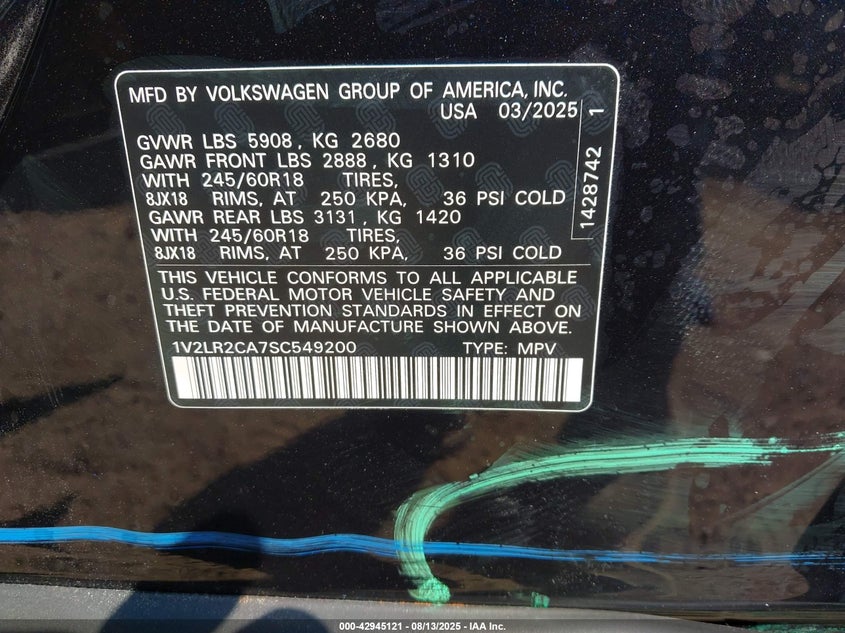 MFD BY VOLKSWAGEN GROUP OF AMERICA, INC.
USA 03/2025
GVWR LBS 5908, KG 2680
GAWR FRONT LBS 2888, KG 1310
WITH 245/60R18 TIRES,
8JX18 RIMS, AT 250 KPA, 36 PSI COLD
GAWR REAR LBS 3131, KG 1420
WITH 245/60R18 TIRES,
8JX18 RIMS, AT 250 KPA, 36 PSI COLD
1428742 1
THIS VEHICLE CONFORMS TO ALL APPLICABLE
U.S. FEDERAL MOTOR VEHICLE SAFETY AND
THEFT PREVENTION STANDARDS IN EFFECT ON
THE DATE OF MANUFACTURE SHOWN ABOVE.
1V2LR2CA7SC549200 TYPE: MPV
000-42945121 - 08/13/2025 - IAA Inc.